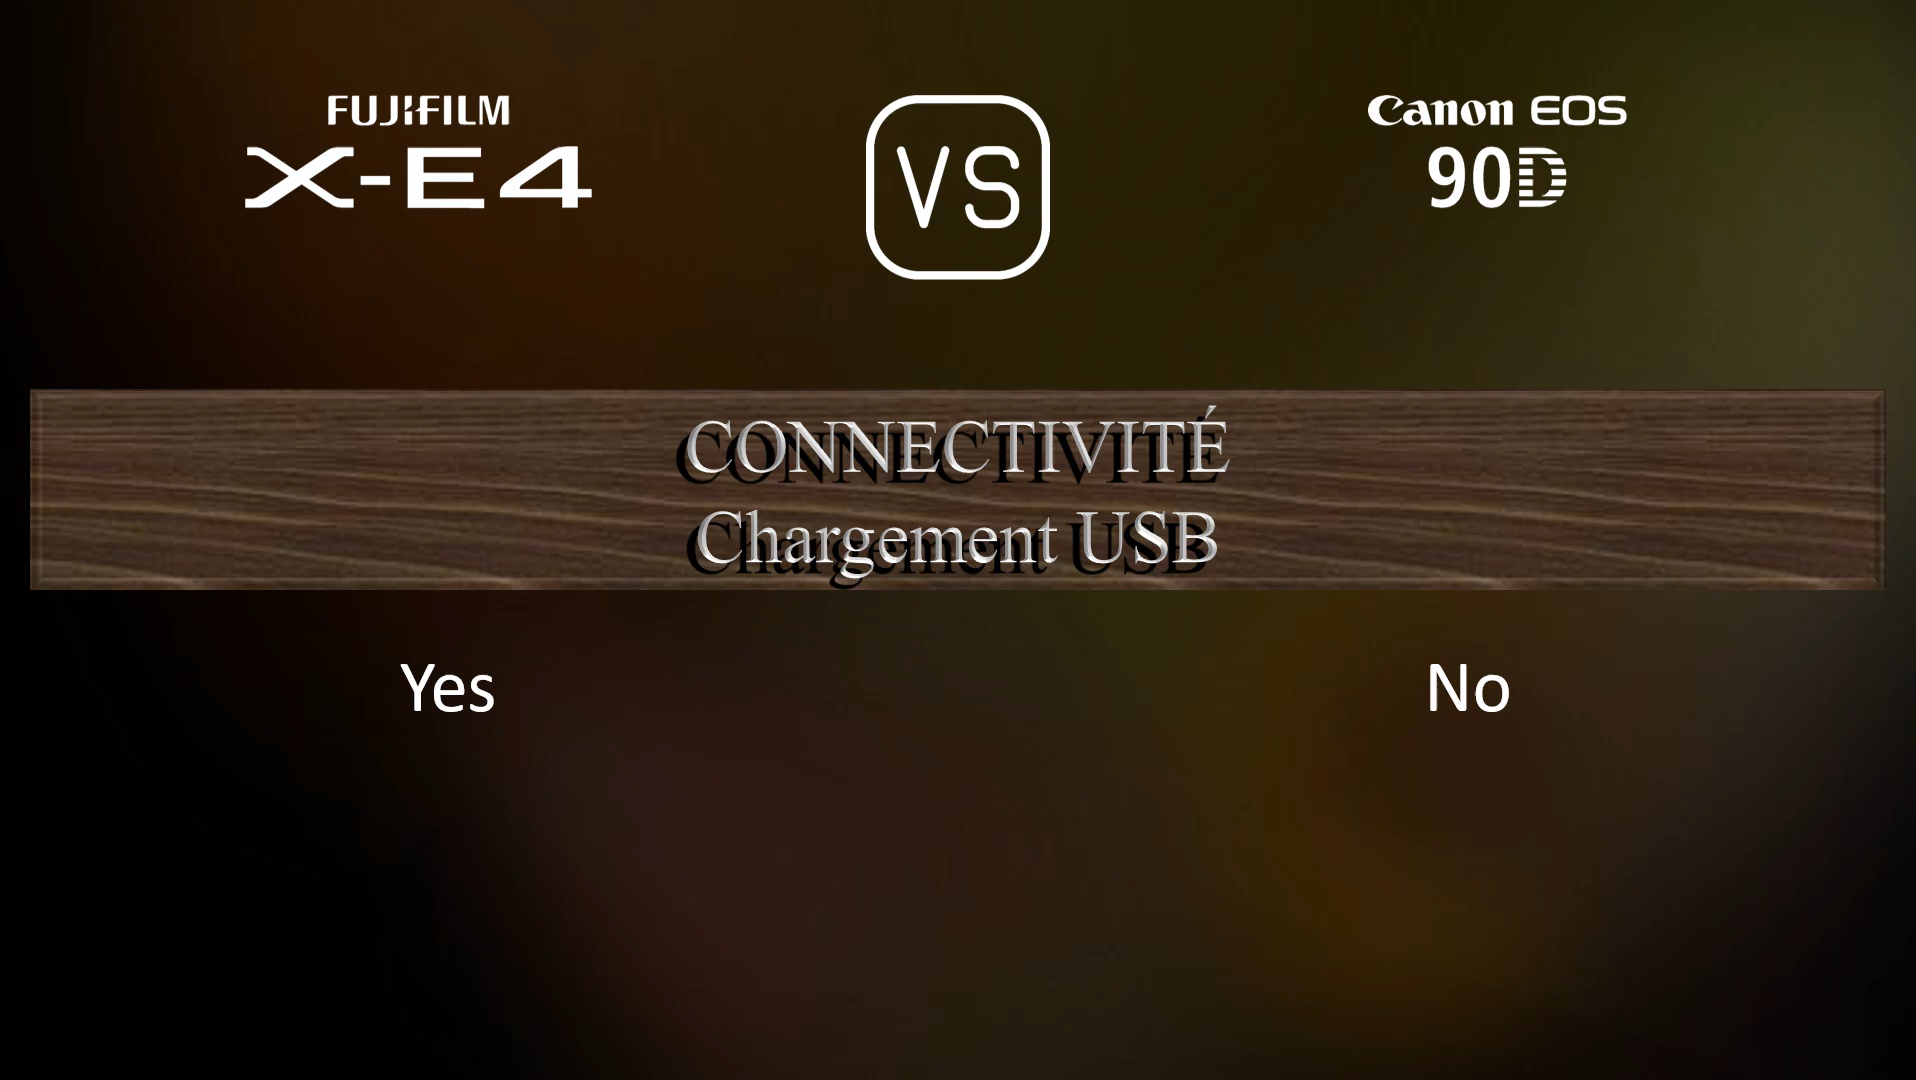 FUJIFILM
X-E4
VS
Canon EOS
90D
CONNECTIVITÉ
Chargement USB
Yes
No